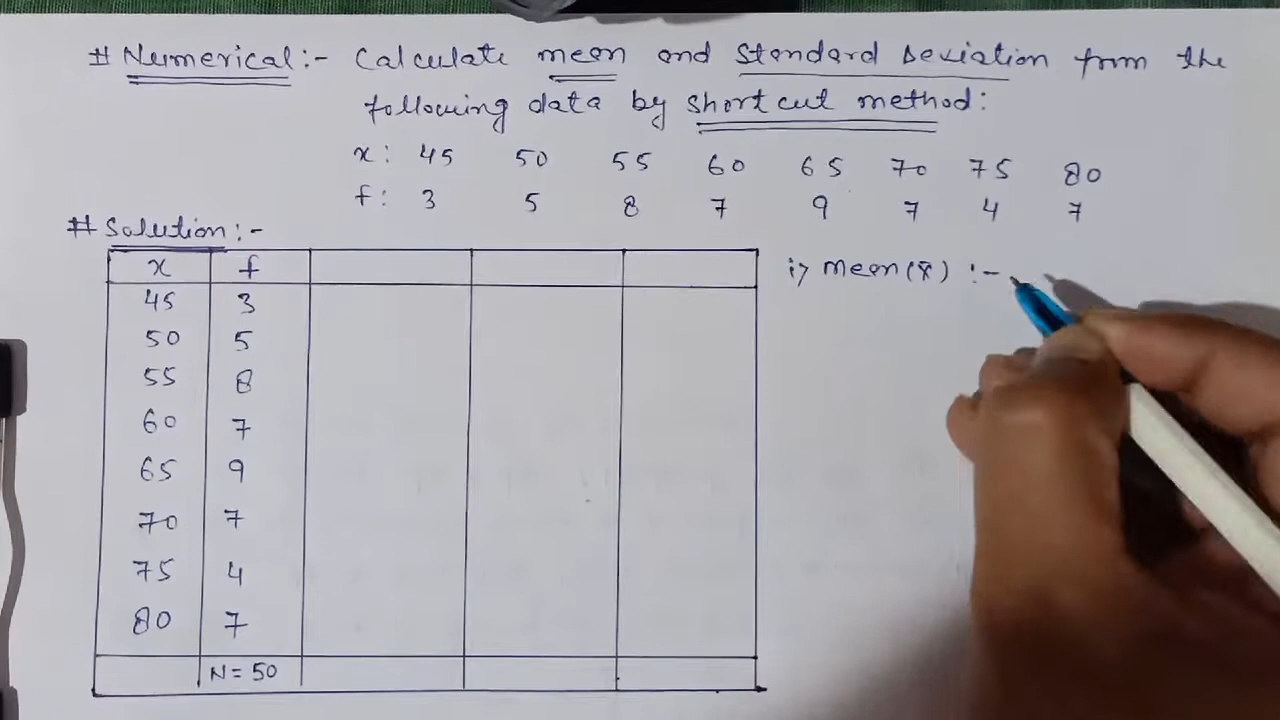 # Numerical:- Calculate mean and Standard Deviation from the
following data by shortcut method:
x: 45 50 55 60 65 70 75 80
f: 3 5 8 7 9 7 4 7
# Solution:-
x f
i) mean(x̄) :-
45 3
50 5
55 8
60 7
65 9
70 7
75 4
80 7
N = 50